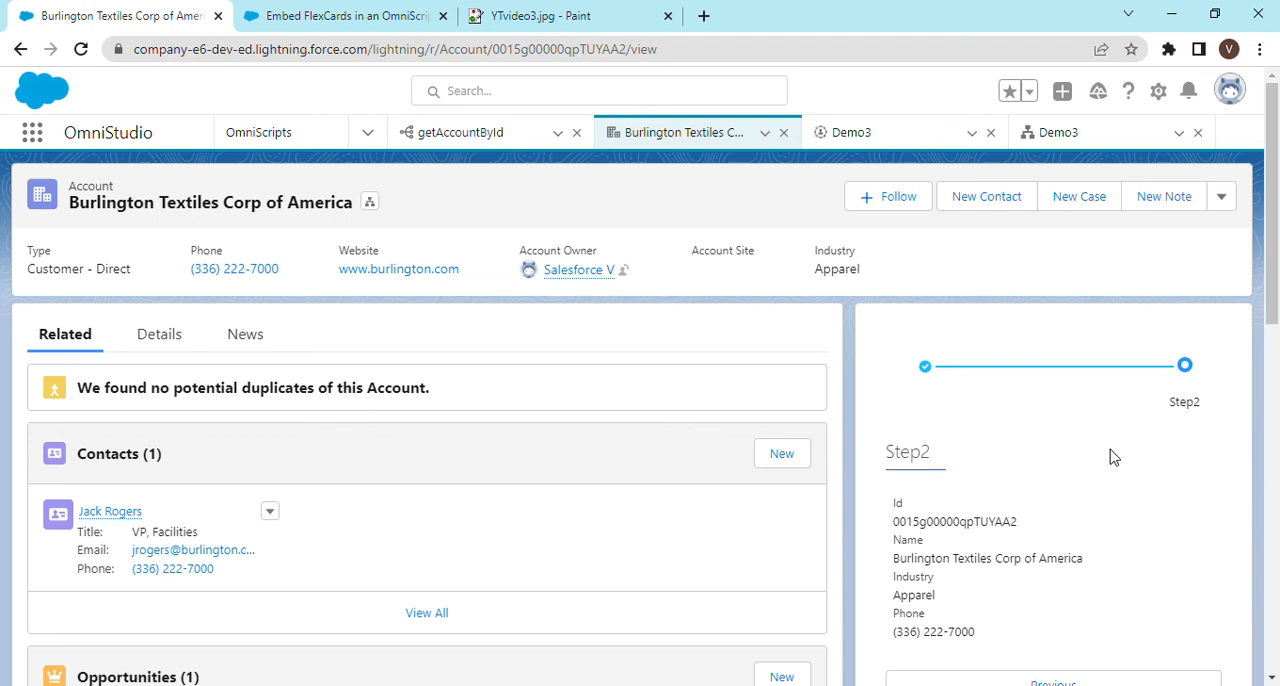 Burlington Textiles Corp of Ameri
Embed FlexCards in an OmniScrip
YTvideo3.jpg - Paint
company-e6-dev-ed.lightning.force.com/lightning/r/Account/0015g00000qpTUYAA2/view
V
Search...
OmniStudio
OmniScripts
getAccountById
Burlington Textiles C...
Demo3
Demo3
Account
Burlington Textiles Corp of America
Follow
New Contact
New Case
New Note
Type
Phone
Website
Account Owner
Account Site
Industry
Customer - Direct
(336) 222-7000
www.burlington.com
Salesforce V
Apparel
Related
Details
News
We found no potential duplicates of this Account.
Contacts (1)
New
Jack Rogers
Title: VP, Facilities
Email: jrogers@burlington.c...
Phone: (336) 222-7000
View All
Opportunities (1)
New
Step2
Step2
Id
0015g00000qpTUYAA2
Name
Burlington Textiles Corp of America
Industry
Apparel
Phone
(336) 222-7000
Previous